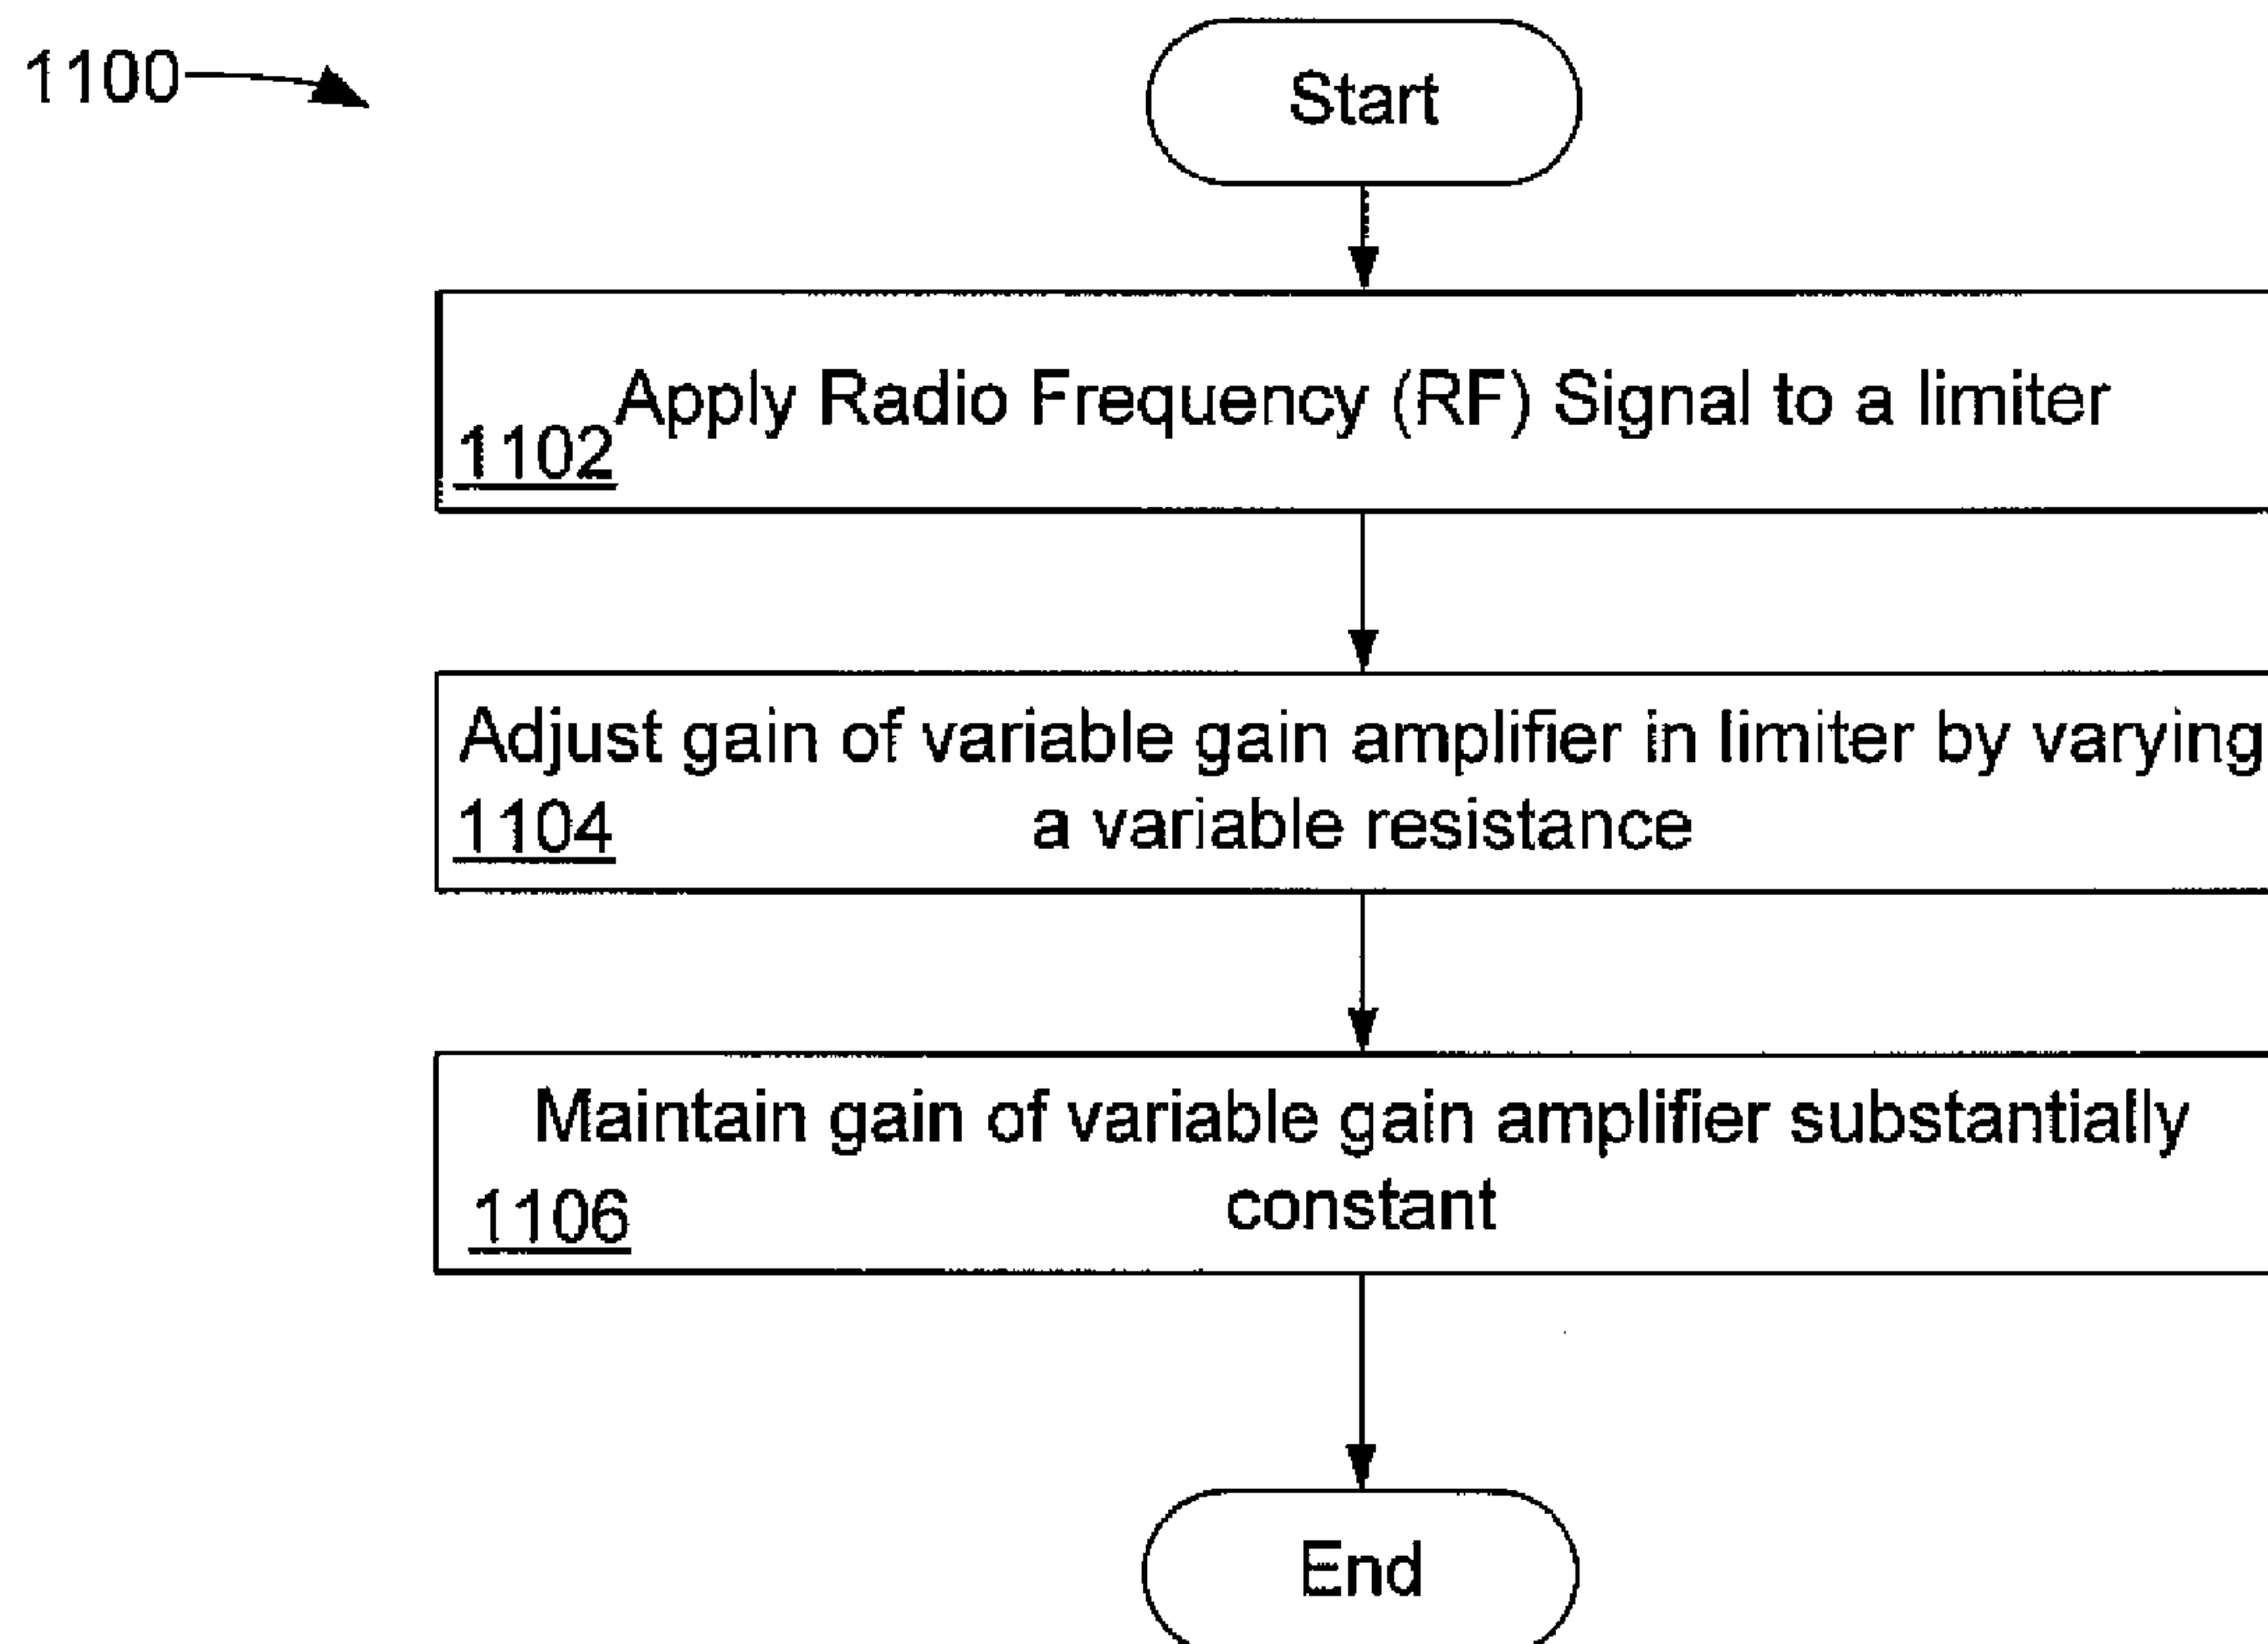 1100
Start
Apply Radio Frequency (RF) Signal to a limiter
1102
Adjust gain of variable gain amplifier in limiter by varying
a variable resistance
1104
Maintain gain of variable gain amplifier substantially
constant
1106
End